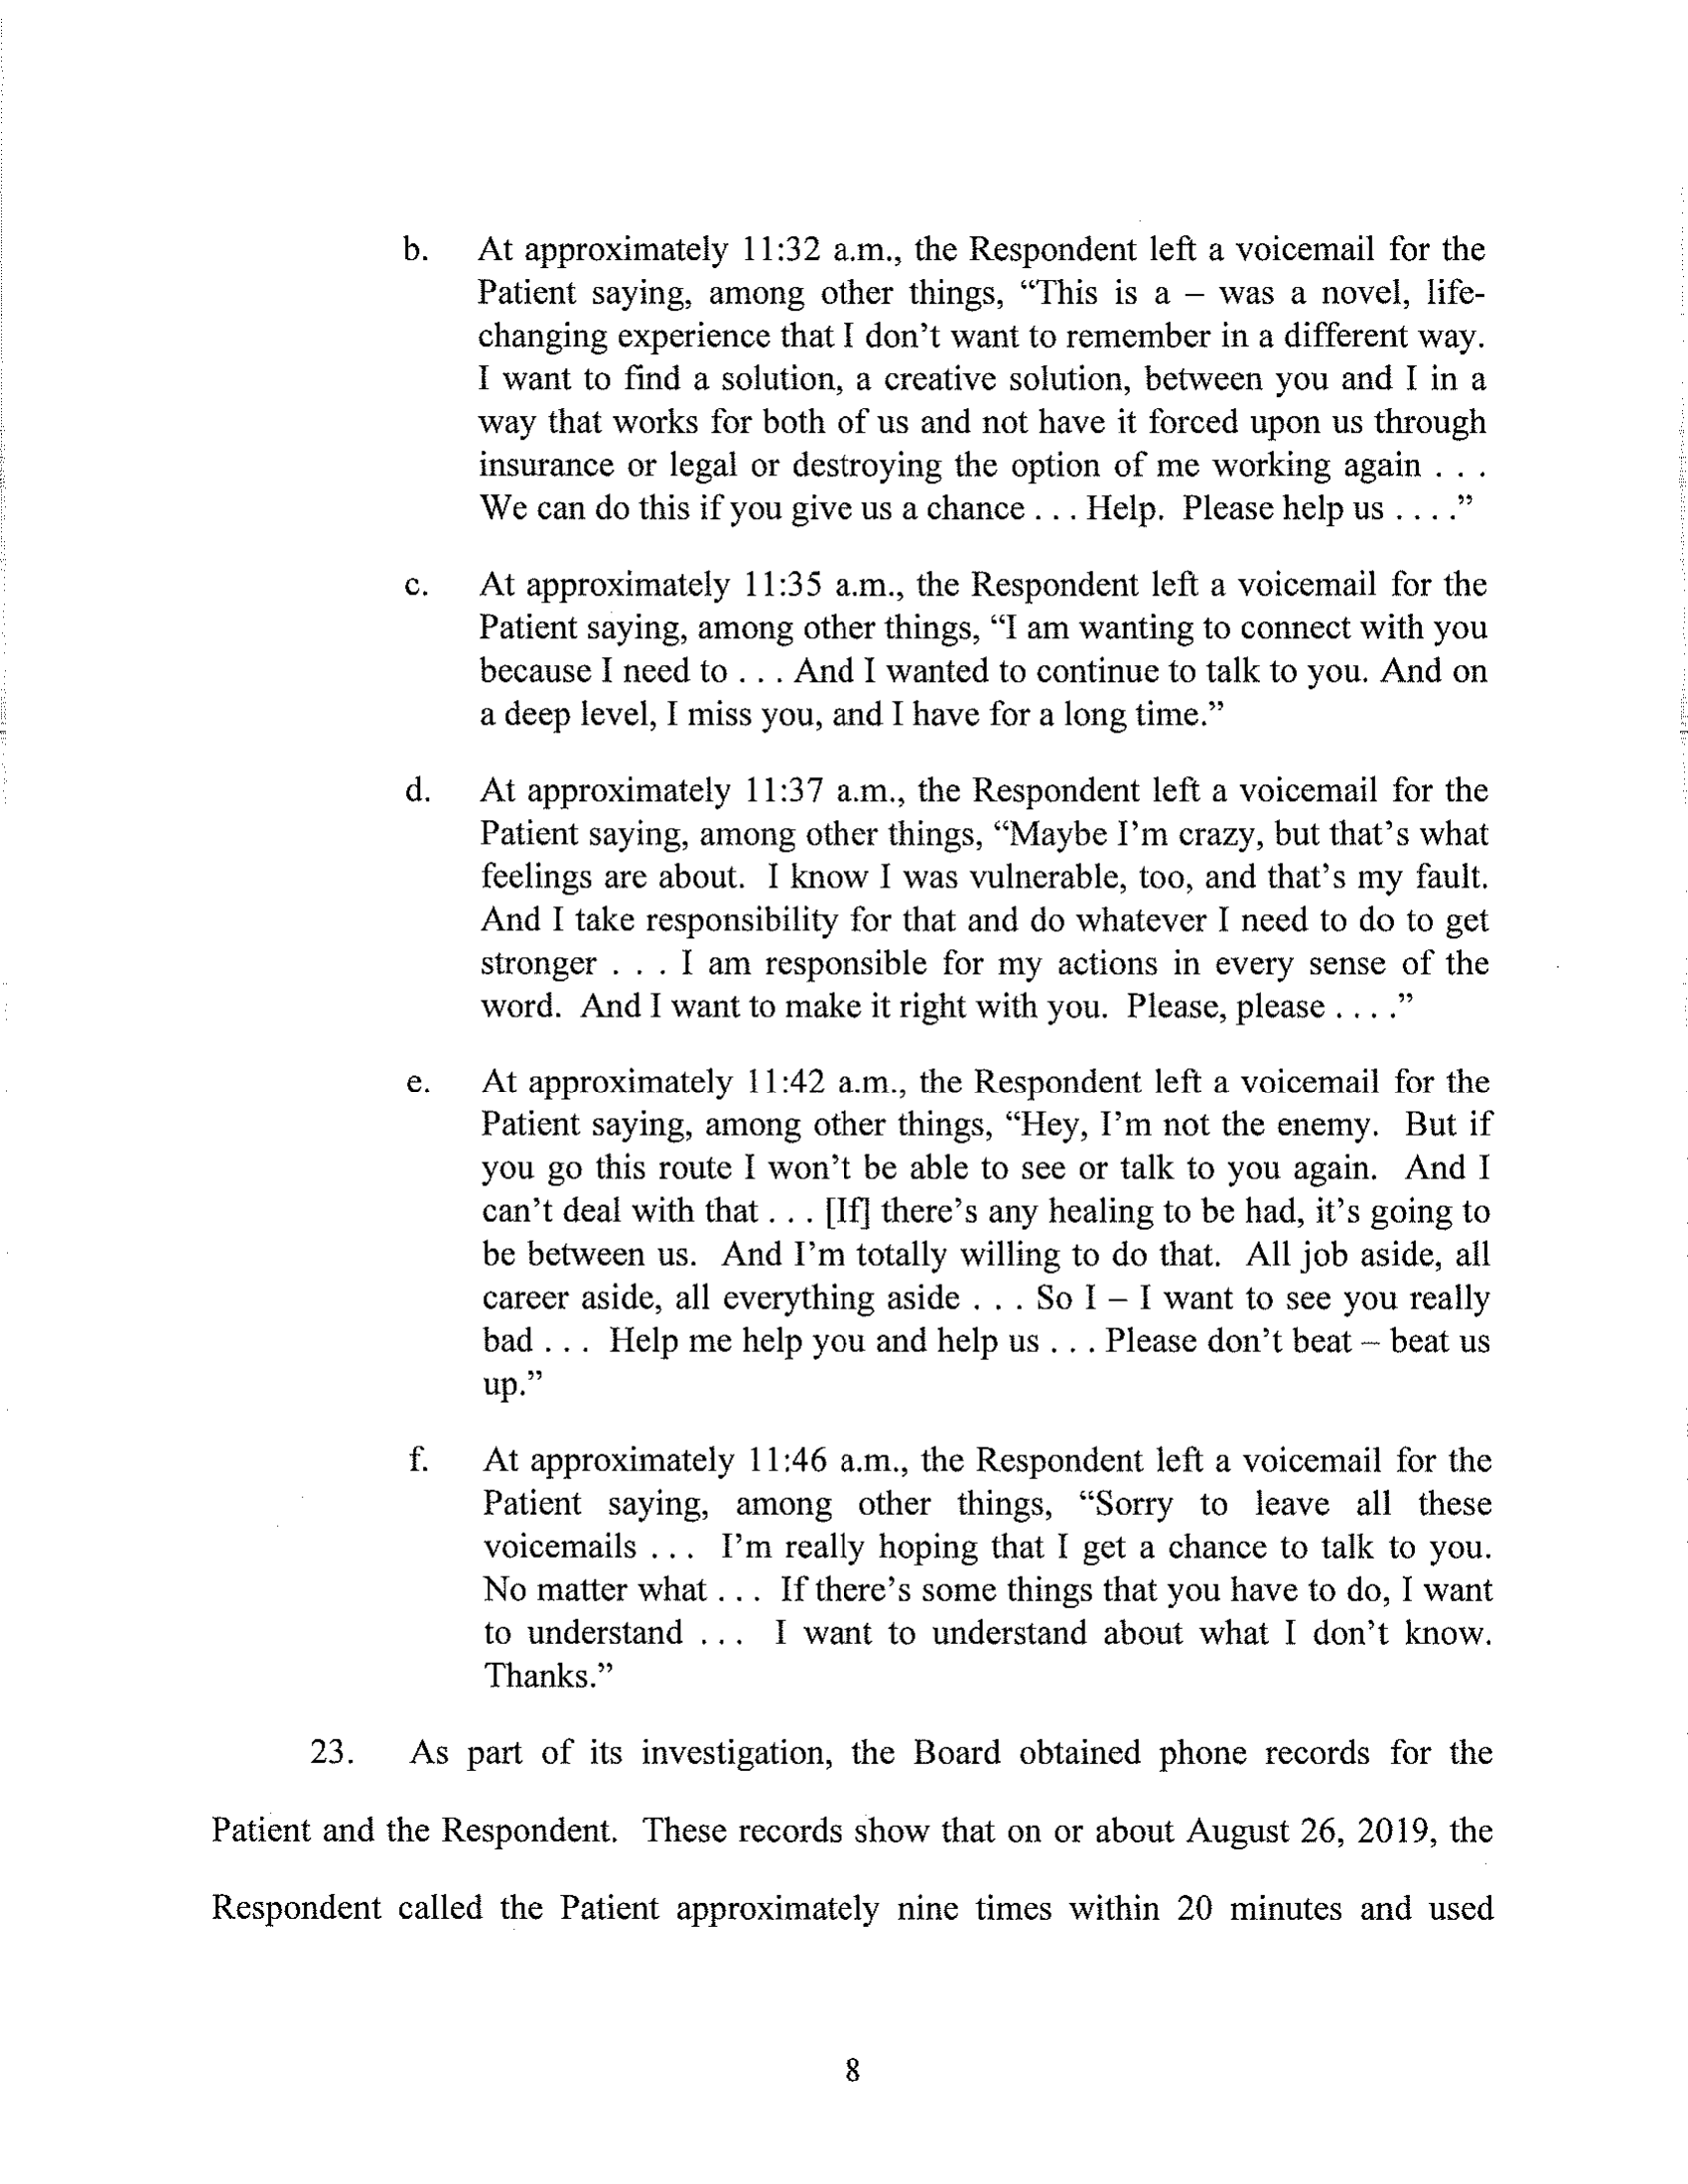 b. At approximately 11:32 a.m., the Respondent left a voicemail for the
Patient saying, among other things, “This is a – was a novel, life-
changing experience that I don’t want to remember in a different way.
I want to find a solution, a creative solution, between you and I in a
way that works for both of us and not have it forced upon us through
insurance or legal or destroying the option of me working again . . .
We can do this if you give us a chance . . . Help. Please help us . . . .”
c. At approximately 11:35 a.m., the Respondent left a voicemail for the
Patient saying, among other things, “I am wanting to connect with you
because I need to . . . And I wanted to continue to talk to you. And on
a deep level, I miss you, and I have for a long time.”
d. At approximately 11:37 a.m., the Respondent left a voicemail for the
Patient saying, among other things, “Maybe I’m crazy, but that’s what
feelings are about. I know I was vulnerable, too, and that’s my fault.
And I take responsibility for that and do whatever I need to do to get
stronger . . . I am responsible for my actions in every sense of the
word. And I want to make it right with you. Please, please . . . .”
e. At approximately 11:42 a.m., the Respondent left a voicemail for the
Patient saying, among other things, “Hey, I’m not the enemy. But if
you go this route I won’t be able to see or talk to you again. And I
can’t deal with that . . . [If] there’s any healing to be had, it’s going to
be between us. And I’m totally willing to do that. All job aside, all
career aside, all everything aside . . . So I – I want to see you really
bad . . . Help me help you and help us . . . Please don’t beat – beat us
up.”
f. At approximately 11:46 a.m., the Respondent left a voicemail for the
Patient saying, among other things, “Sorry to leave all these
voicemails . . . I’m really hoping that I get a chance to talk to you.
No matter what . . . If there’s some things that you have to do, I want
to understand . . . I want to understand about what I don’t know.
Thanks.”
23. As part of its investigation, the Board obtained phone records for the
Patient and the Respondent. These records show that on or about August 26, 2019, the
Respondent called the Patient approximately nine times within 20 minutes and used
8